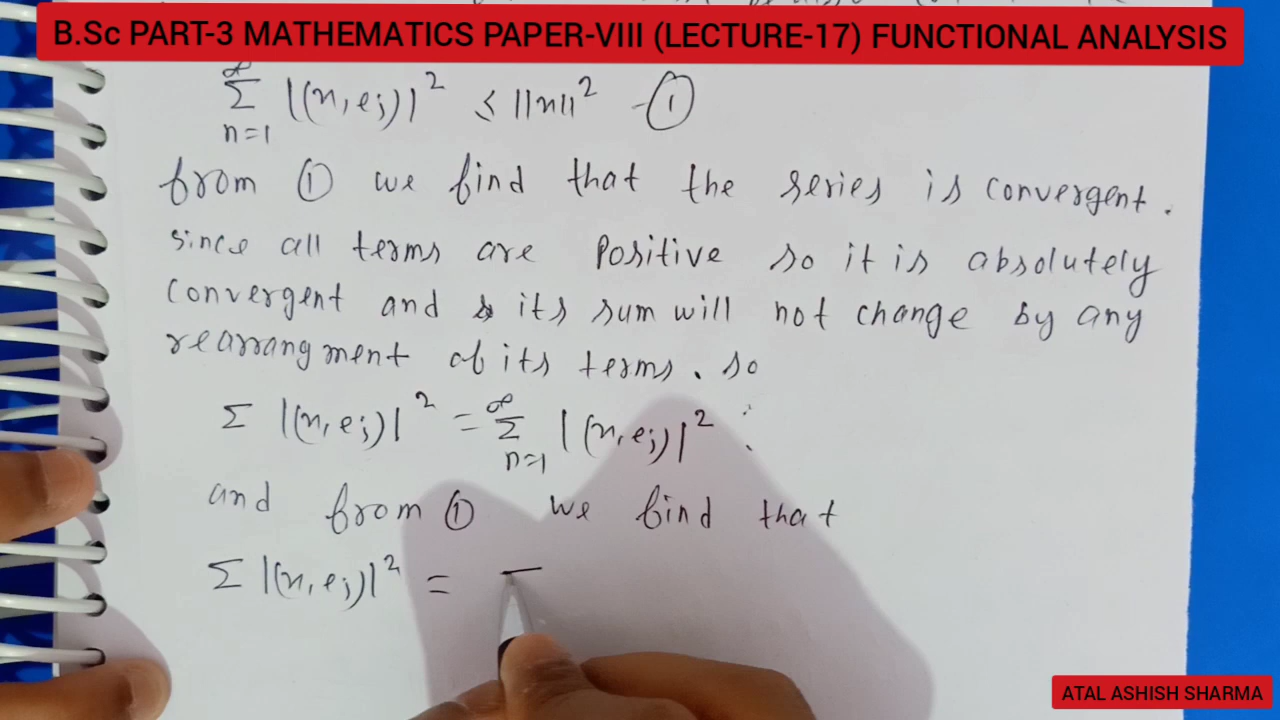 B.Sc PART-3 MATHEMATICS PAPER-VIII (LECTURE-17) FUNCTIONAL ANALYSIS
∞ Σ n=1 |(x,ej)|² ≤ ||x||² -①
from ① we find that the series is convergent.
since all terms are Positive so it is absolutely
convergent and its sum will not change by any
rearrangment of its terms. so
Σ |(x,ej)|² = ∞ Σ n=1 |(x,ej)|²
and from ① we find that
Σ |(x,ej)|² =
ATAL ASHISH SHARMA